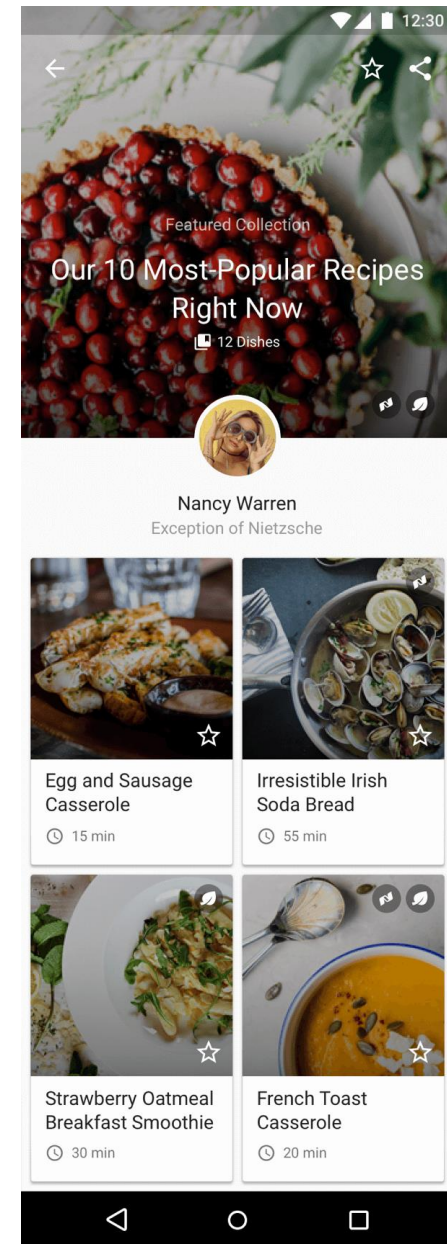 12:30
Featured Collection
Our 10 Most-Popular Recipes
Right Now
12 Dishes
Nancy Warren
Exception of Nietzsche
Egg and Sausage
Casserole
15 min
Irresistible Irish
Soda Bread
55 min
Strawberry Oatmeal
Breakfast Smoothie
30 min
French Toast
Casserole
20 min